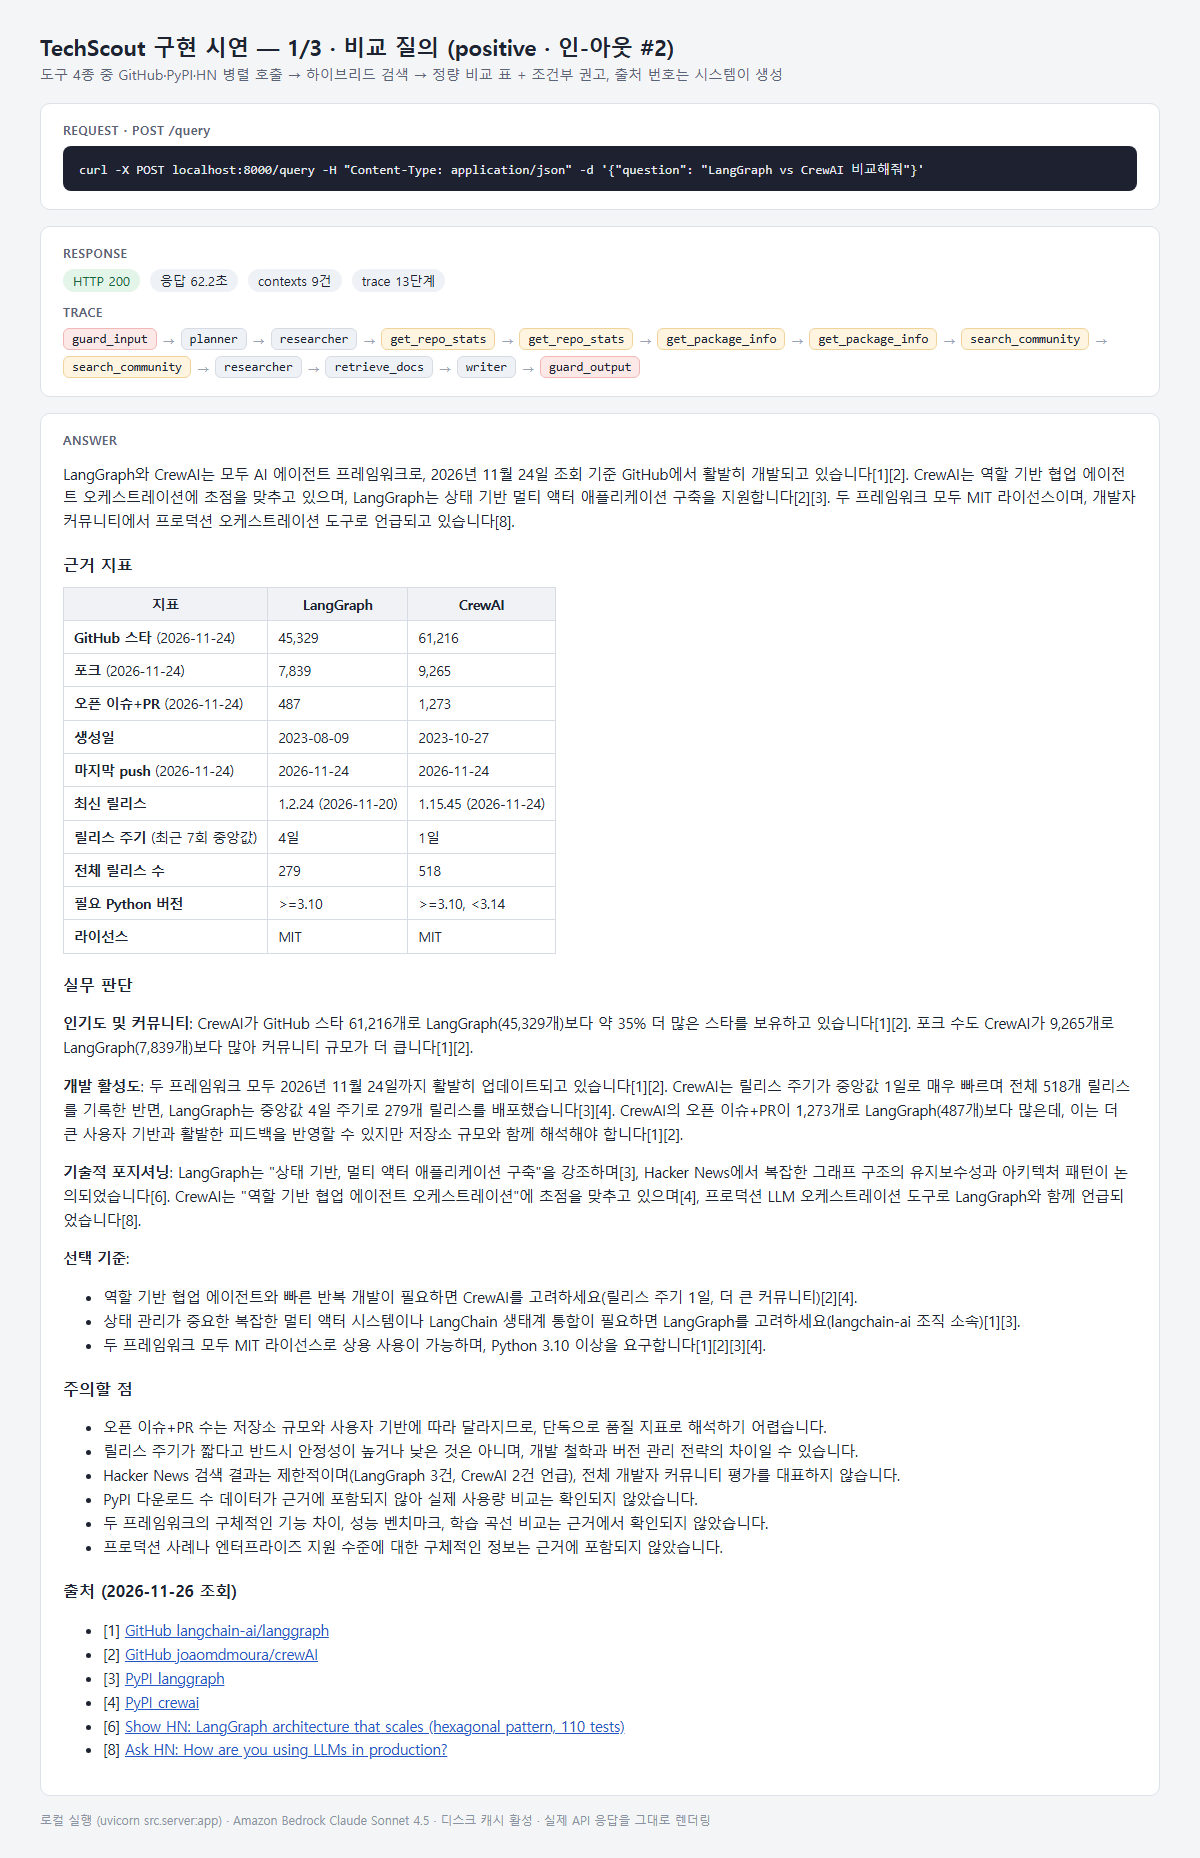 TechScout 구현 시연 — 1/3 · 비교 질의 (positive · 인-아웃 #2)
도구 4종 중 GitHub·PyPI·HN 병렬 호출 → 하이브리드 검색 → 정량 비교 표 + 조건부 권고, 출처 번호는 시스템이 생성
REQUEST · POST /query
curl -X POST localhost:8000/query -H "Content-Type: application/json" -d '{"question": "LangGraph vs CrewAI 비교해줘"}'
RESPONSE
HTTP 200 응답 62.2초 contexts 9건 trace 13단계
TRACE
guard_input → planner → researcher → get_repo_stats → get_repo_stats → get_package_info → get_package_info → search_community →
search_community → researcher → retrieve_docs → writer → guard_output
ANSWER
LangGraph와 CrewAI는 모두 AI 에이전트 프레임워크로, 2026년 11월 24일 조회 기준 GitHub에서 활발히 개발되고 있습니다[1][2]. CrewAI는 역할 기반 협업 에이전
트 오케스트레이션에 초점을 맞추고 있으며, LangGraph는 상태 기반 멀티 액터 애플리케이션 구축을 지원합니다[2][3]. 두 프레임워크 모두 MIT 라이선스이며, 개발자
커뮤니티에서 프로덕션 오케스트레이션 도구로 언급되고 있습니다[8].
근거 지표
지표 LangGraph CrewAI
GitHub 스타 (2026-11-24) 45,329 61,216
포크 (2026-11-24) 7,839 9,265
오픈 이슈+PR (2026-11-24) 487 1,273
생성일 2023-08-09 2023-10-27
마지막 push (2026-11-24) 2026-11-24 2026-11-24
최신 릴리스 1.2.24 (2026-11-20) 1.15.45 (2026-11-24)
릴리스 주기 (최근 7회 중앙값) 4일 1일
전체 릴리스 수 279 518
필요 Python 버전 >=3.10 >=3.10, <3.14
라이선스 MIT MIT
실무 판단
인기도 및 커뮤니티: CrewAI가 GitHub 스타 61,216개로 LangGraph(45,329개)보다 약 35% 더 많은 스타를 보유하고 있습니다[1][2]. 포크 수도 CrewAI가 9,265개로
LangGraph(7,839개)보다 많아 커뮤니티 규모가 더 큽니다[1][2].
개발 활성도: 두 프레임워크 모두 2026년 11월 24일까지 활발히 업데이트되고 있습니다[1][2]. CrewAI는 릴리스 주기가 중앙값 1일로 매우 빠르며 전체 518개 릴리스
를 기록한 반면, LangGraph는 중앙값 4일 주기로 279개 릴리스를 배포했습니다[3][4]. CrewAI의 오픈 이슈+PR이 1,273개로 LangGraph(487개)보다 많은데, 이는 더
큰 사용자 기반과 활발한 피드백을 반영할 수 있지만 저장소 규모와 함께 해석해야 합니다[1][2].
기술적 포지셔닝: LangGraph는 "상태 기반, 멀티 액터 애플리케이션 구축"을 강조하며[3], Hacker News에서 복잡한 그래프 구조의 유지보수성과 아키텍처 패턴이 논
의되었습니다[6]. CrewAI는 "역할 기반 협업 에이전트 오케스트레이션"에 초점을 맞추고 있으며[4], 프로덕션 LLM 오케스트레이션 도구로 LangGraph와 함께 언급되
었습니다[8].
선택 기준:
• 역할 기반 협업 에이전트와 빠른 반복 개발이 필요하면 CrewAI를 고려하세요(릴리스 주기 1일, 더 큰 커뮤니티)[2][4].
• 상태 관리가 중요한 복잡한 멀티 액터 시스템이나 LangChain 생태계 통합이 필요하면 LangGraph를 고려하세요(langchain-ai 조직 소속)[1][3].
• 두 프레임워크 모두 MIT 라이선스로 상용 사용이 가능하며, Python 3.10 이상을 요구합니다[1][2][3][4].
주의할 점
• 오픈 이슈+PR 수는 저장소 규모와 사용자 기반에 따라 달라지므로, 단독으로 품질 지표로 해석하기 어렵습니다.
• 릴리스 주기가 짧다고 반드시 안정성이 높거나 낮은 것은 아니며, 개발 철학과 버전 관리 전략의 차이일 수 있습니다.
• Hacker News 검색 결과는 제한적이며(LangGraph 3건, CrewAI 2건 언급), 전체 개발자 커뮤니티 평가를 대표하지 않습니다.
• PyPI 다운로드 수 데이터가 근거에 포함되지 않아 실제 사용량 비교는 확인되지 않았습니다.
• 두 프레임워크의 구체적인 기능 차이, 성능 벤치마크, 학습 곡선 비교는 근거에서 확인되지 않았습니다.
• 프로덕션 사례나 엔터프라이즈 지원 수준에 대한 구체적인 정보는 근거에 포함되지 않았습니다.
출처 (2026-11-26 조회)
• [1] GitHub langchain-ai/langgraph
• [2] GitHub joaomdmoura/crewAI
• [3] PyPI langgraph
• [4] PyPI crewai
• [6] Show HN: LangGraph architecture that scales (hexagonal pattern, 110 tests)
• [8] Ask HN: How are you using LLMs in production?
로컬 실행 (uvicorn src.server:app) · Amazon Bedrock Claude Sonnet 4.5 · 디스크 캐시 활성 · 실제 API 응답을 그대로 렌더링